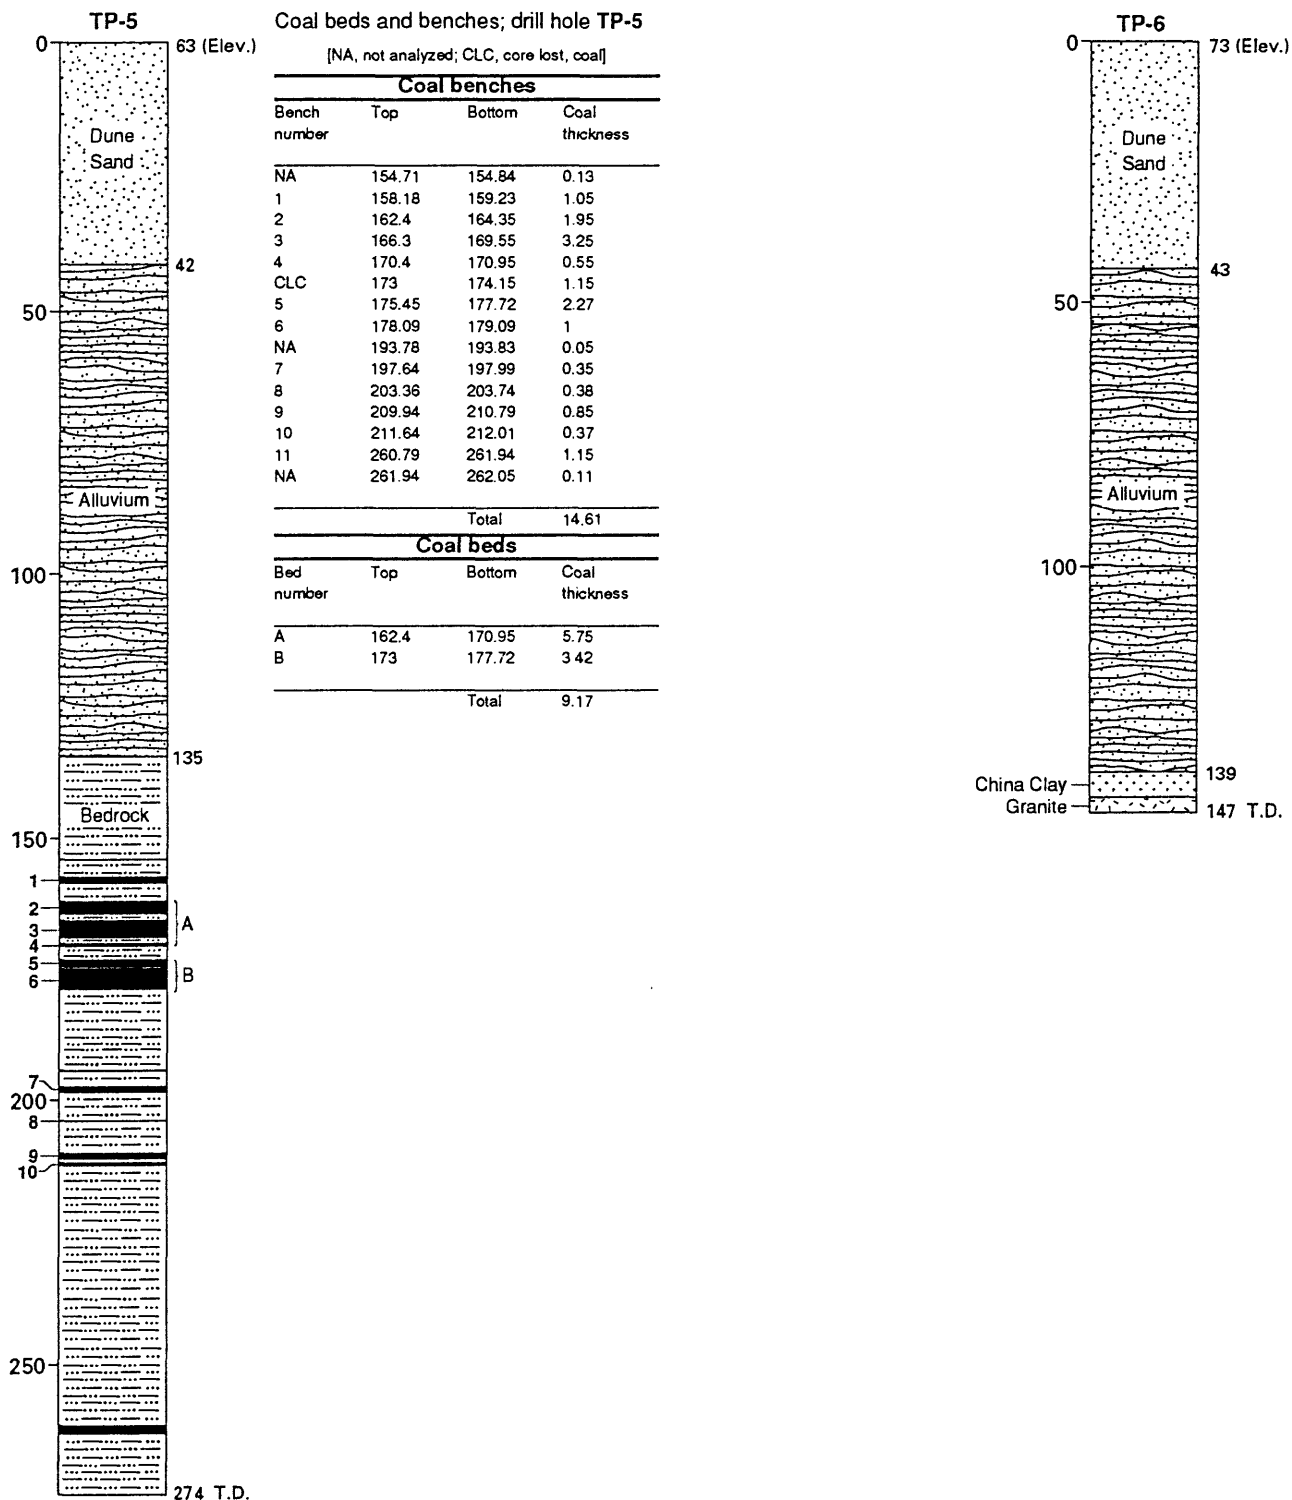 TP-5
0
63 (Elev.)
Dune
Sand
42
50
Alluvium
100
135
Bedrock
150
1
2
A
3
4
5
B
6
7
200
8
9
10
250
274 T.D.
Coal beds and benches; drill hole TP-5
[NA, not analyzed; CLC, core lost, coal]
Coal benches
Bench number Top Bottom Coal thickness
NA 154.71 154.84 0.13
1 158.18 159.23 1.05
2 162.4 164.35 1.95
3 166.3 169.55 3.25
4 170.4 170.95 0.55
CLC 173 174.15 1.15
5 175.45 177.72 2.27
6 178.09 179.09 1
NA 193.78 193.83 0.05
7 197.64 197.99 0.35
8 203.36 203.74 0.38
9 209.94 210.79 0.85
10 211.64 212.01 0.37
11 260.79 261.94 1.15
NA 261.94 262.05 0.11
Total 14.61
Coal beds
Bed number Top Bottom Coal thickness
A 162.4 170.95 5.75
B 173 177.72 3 42
Total 9.17
TP-6
0
73 (Elev.)
Dune
Sand
43
50
Alluvium
100
139
China Clay
Granite
147 T.D.